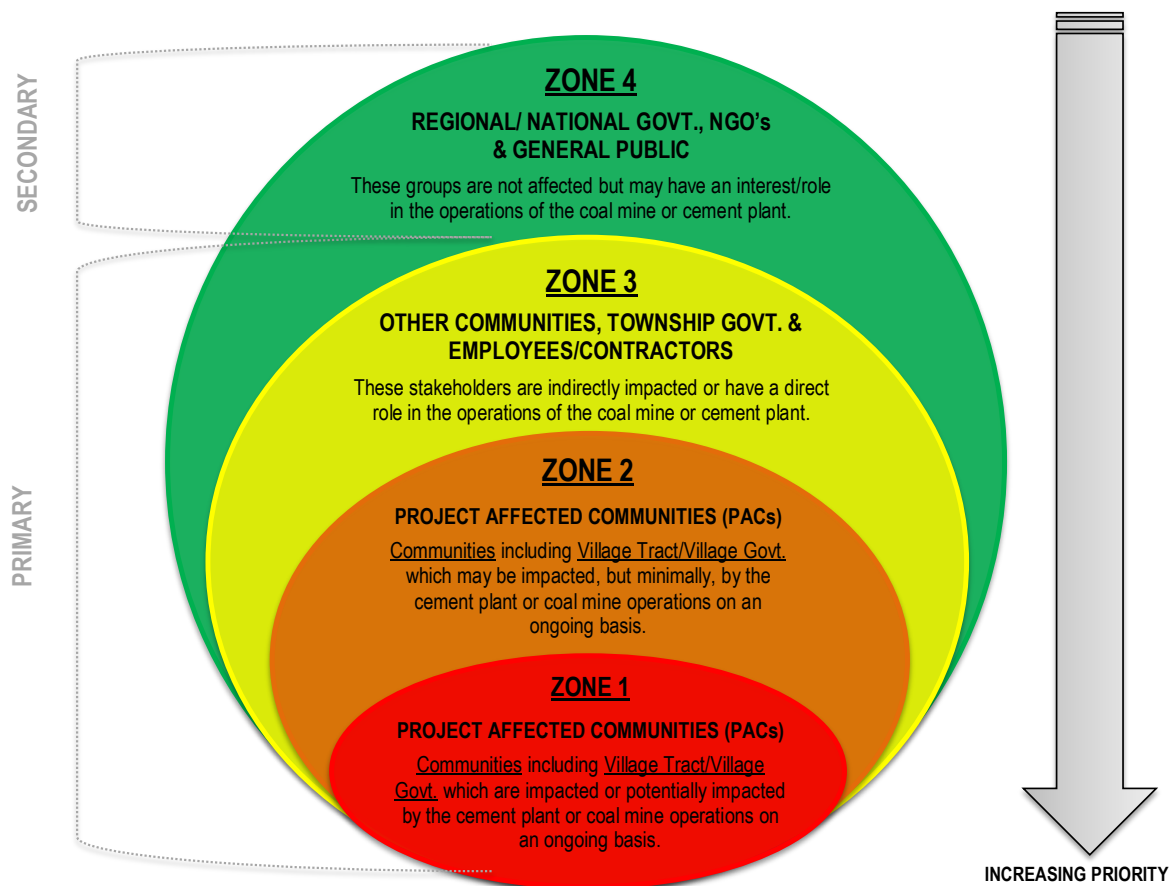 ZONE 4
REGIONAL/ NATIONAL GOVT., NGO's
& GENERAL PUBLIC
These groups are not affected but may have an interest/role
in the operations of the coal mine or cement plant.
SECONDARY
ZONE 3
OTHER COMMUNITIES, TOWNSHIP GOVT. &
EMPLOYEES/CONTRACTORS
These stakeholders are indirectly impacted or have a direct
role in the operations of the coal mine or cement plant.
ZONE 2
PROJECT AFFECTED COMMUNITIES (PACs)
Communities including Village Tract/Village Govt.
which may be impacted, but minimally, by the
cement plant or coal mine operations on an
ongoing basis.
PRIMARY
ZONE 1
PROJECT AFFECTED COMMUNITIES (PACs)
Communities including Village Tract/Village
Govt. which are impacted or potentially impacted
by the cement plant or coal mine operations on
an ongoing basis.
INCREASING PRIORITY